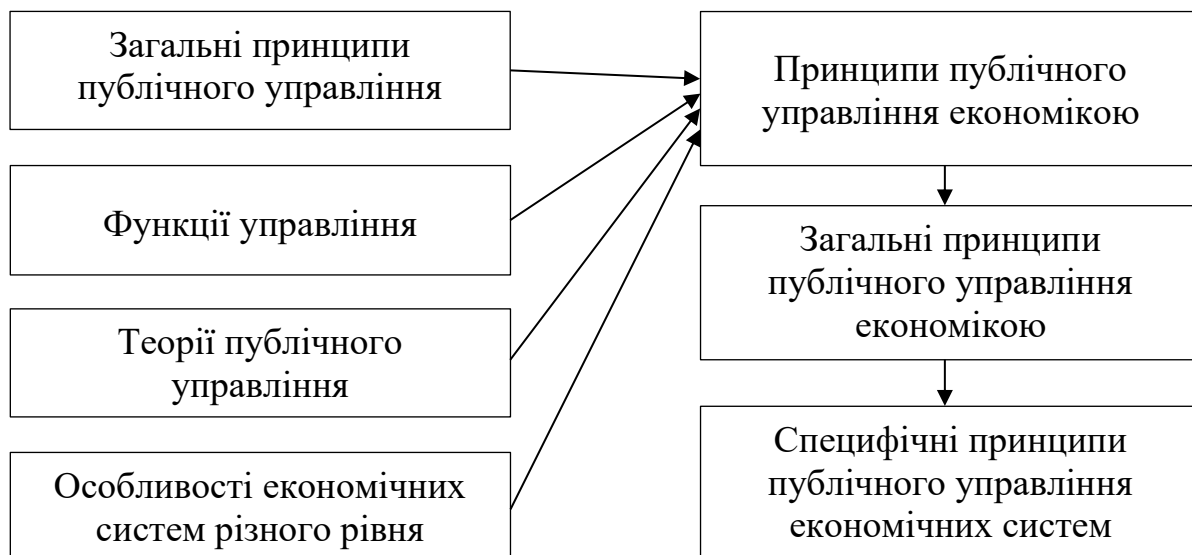 Загальні принципи
публічного управління
Функції управління
Теорії публічного
управління
Особливості економічних
систем різного рівня
Принципи публічного
управління економікою
Загальні принципи
публічного управління
економікою
Специфічні принципи
публічного управління
економічних систем